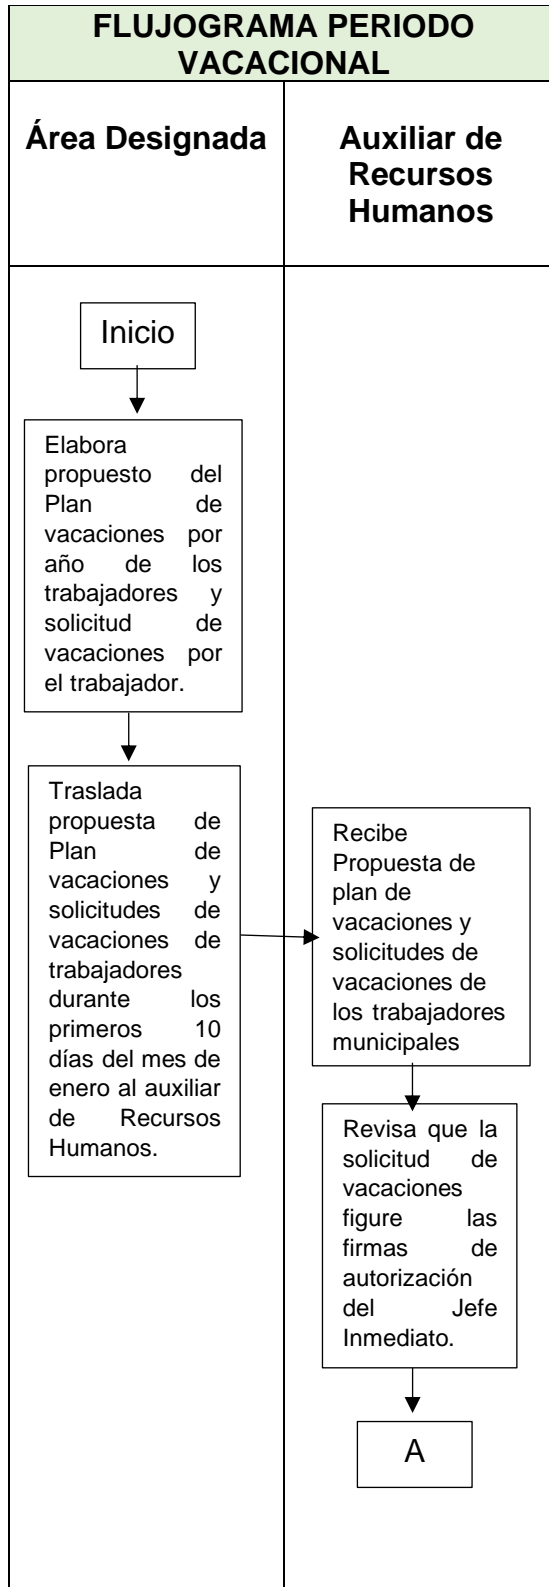 FLUJOGRAMA PERIODO
VACACIONAL
Área Designada
Auxiliar de
Recursos
Humanos
Inicio
Elabora
propuesto del
Plan de
vacaciones por
año de los
trabajadores y
solicitud de
vacaciones por
el trabajador.
Traslada
propuesta de
Plan de
vacaciones y
solicitudes de
vacaciones de
trabajadores
durante los
primeros 10
días del mes de
enero al auxiliar
de Recursos
Humanos.
Recibe
Propuesta de
plan de
vacaciones y
solicitudes de
vacaciones de
los trabajadores
municipales
Revisa que la
solicitud de
vacaciones
figure las
firmas de
autorización
del Jefe
Inmediato.
A